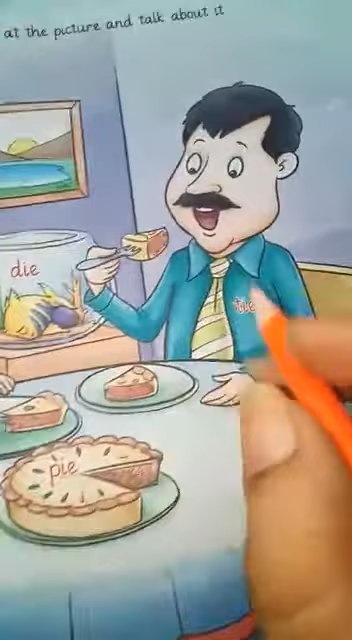 at the picture and talk about it
die
tie
pie